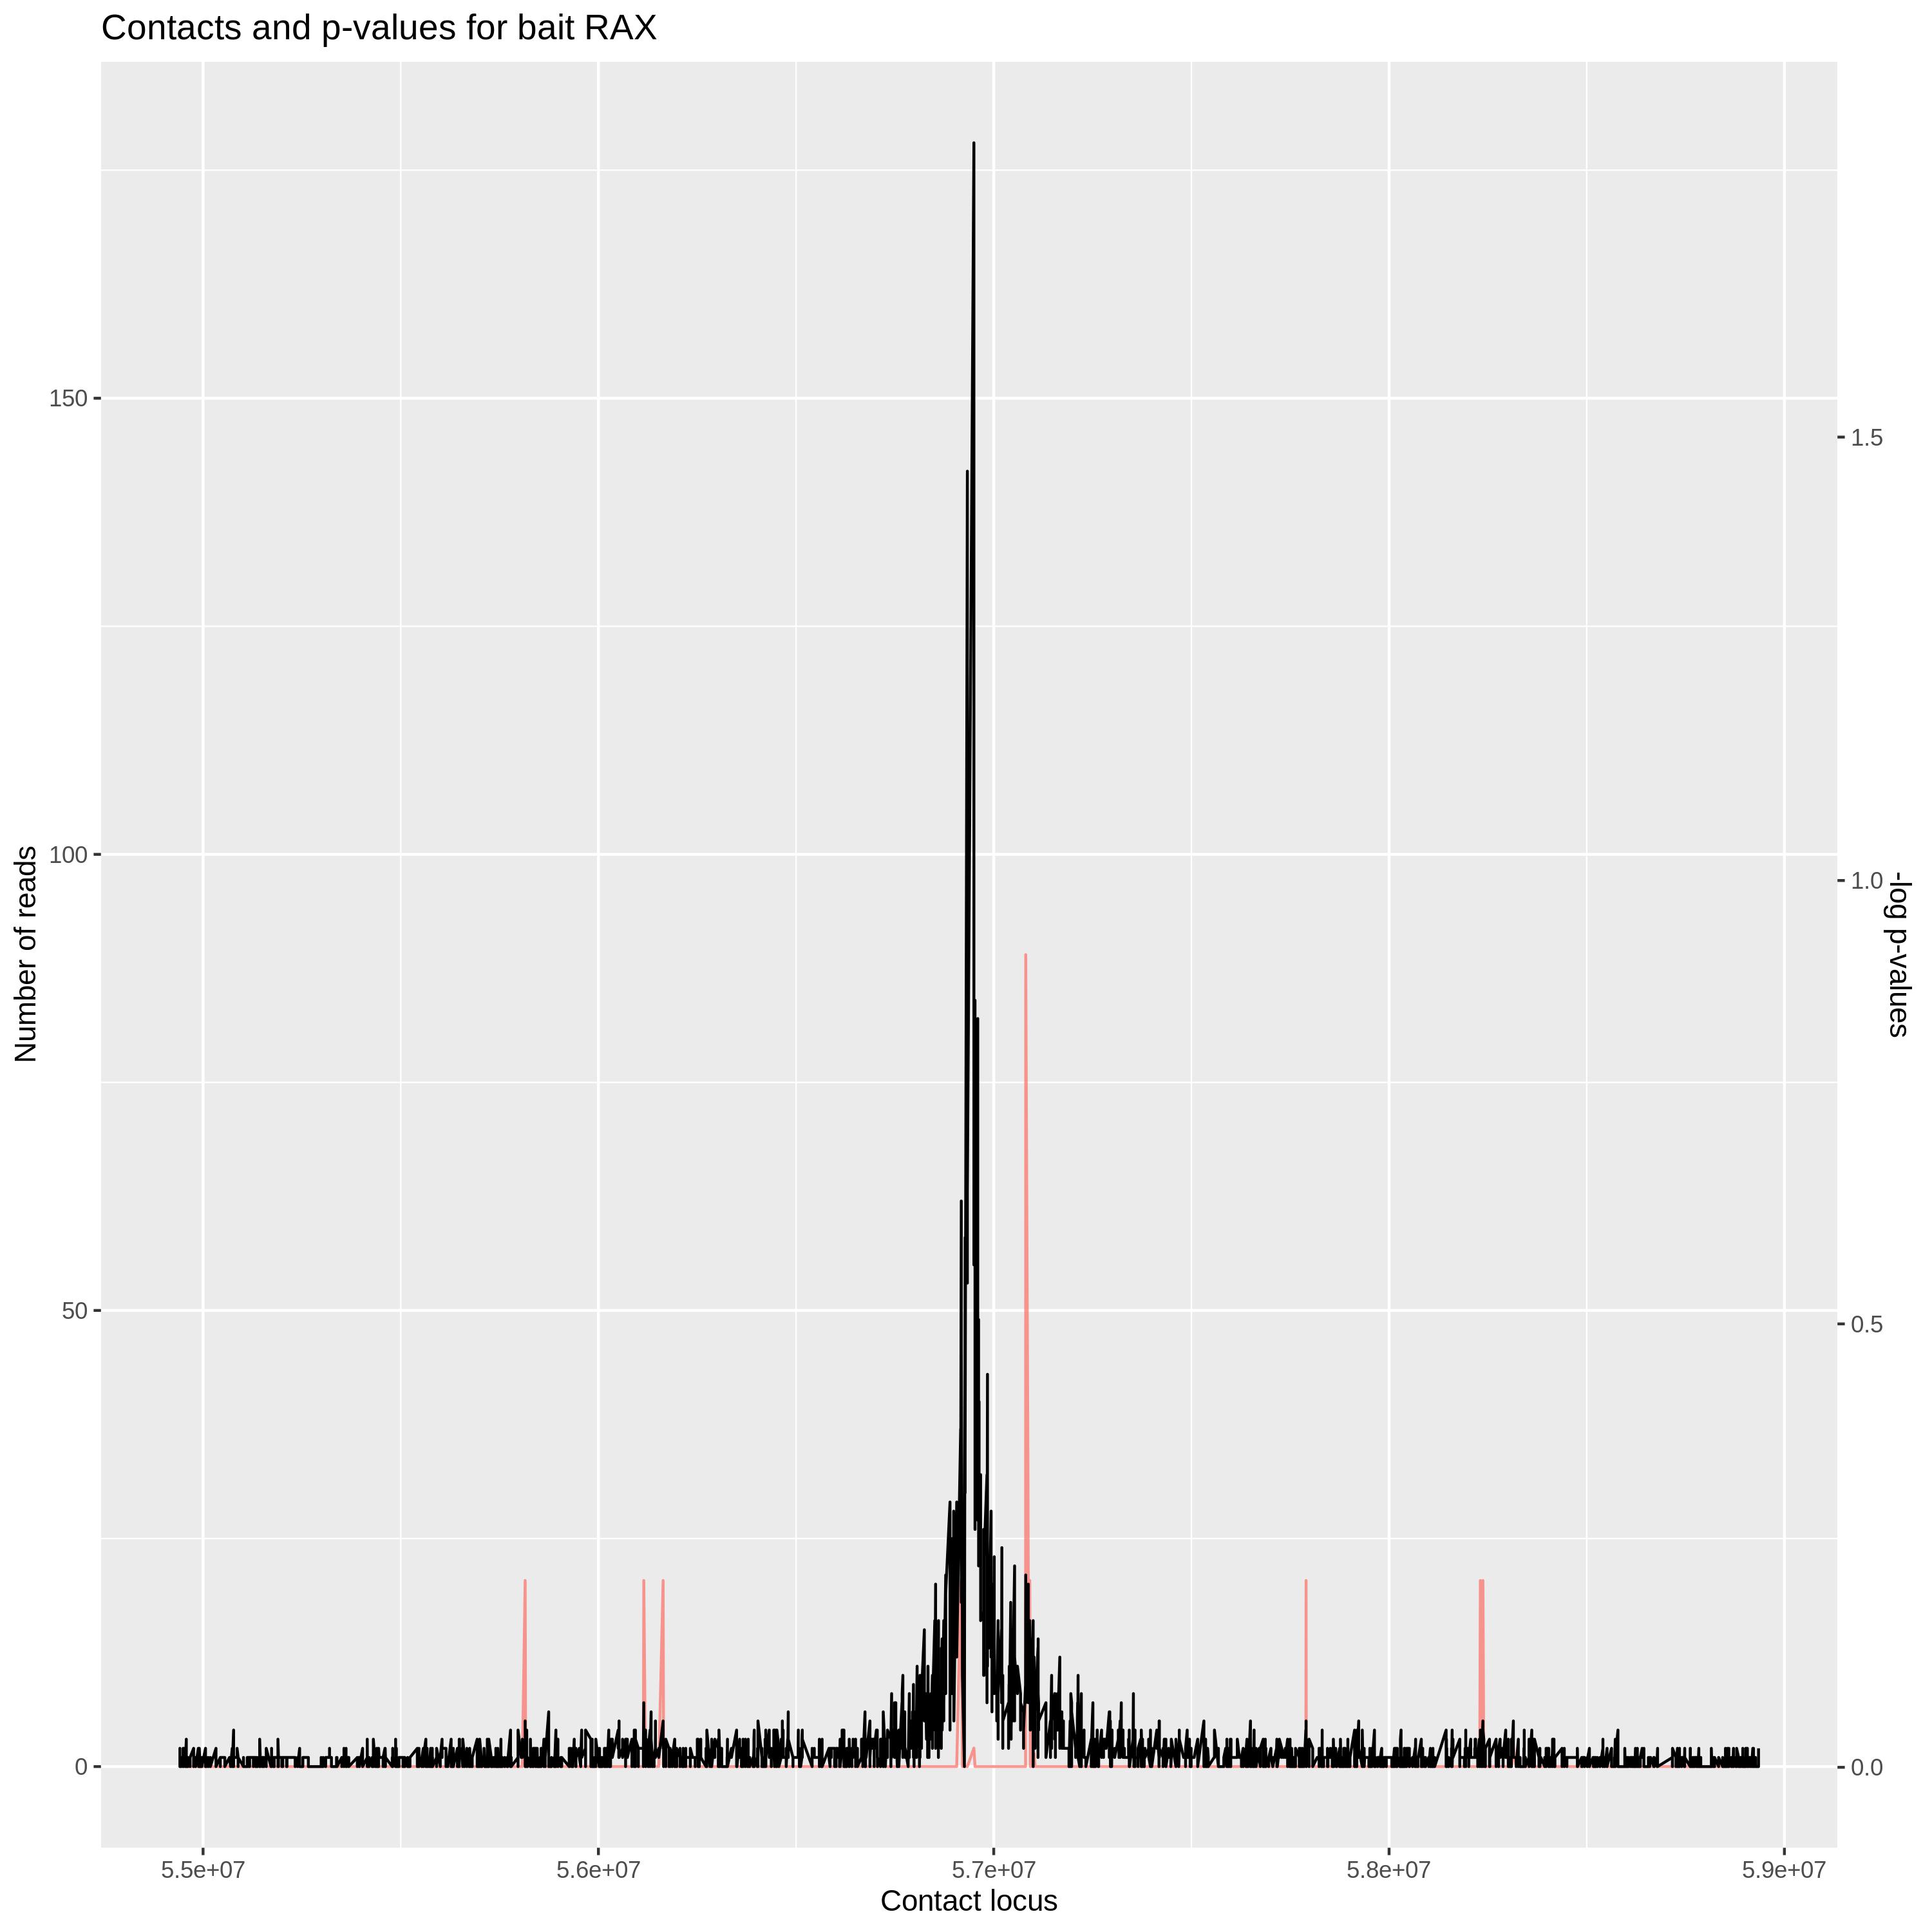 Contacts and p-values for bait RAX
150
100
50
0
Number of reads
1.5
1.0
0.5
0.0
-log p-values
5.5e+07
5.6e+07
5.7e+07
5.8e+07
5.9e+07
Contact locus